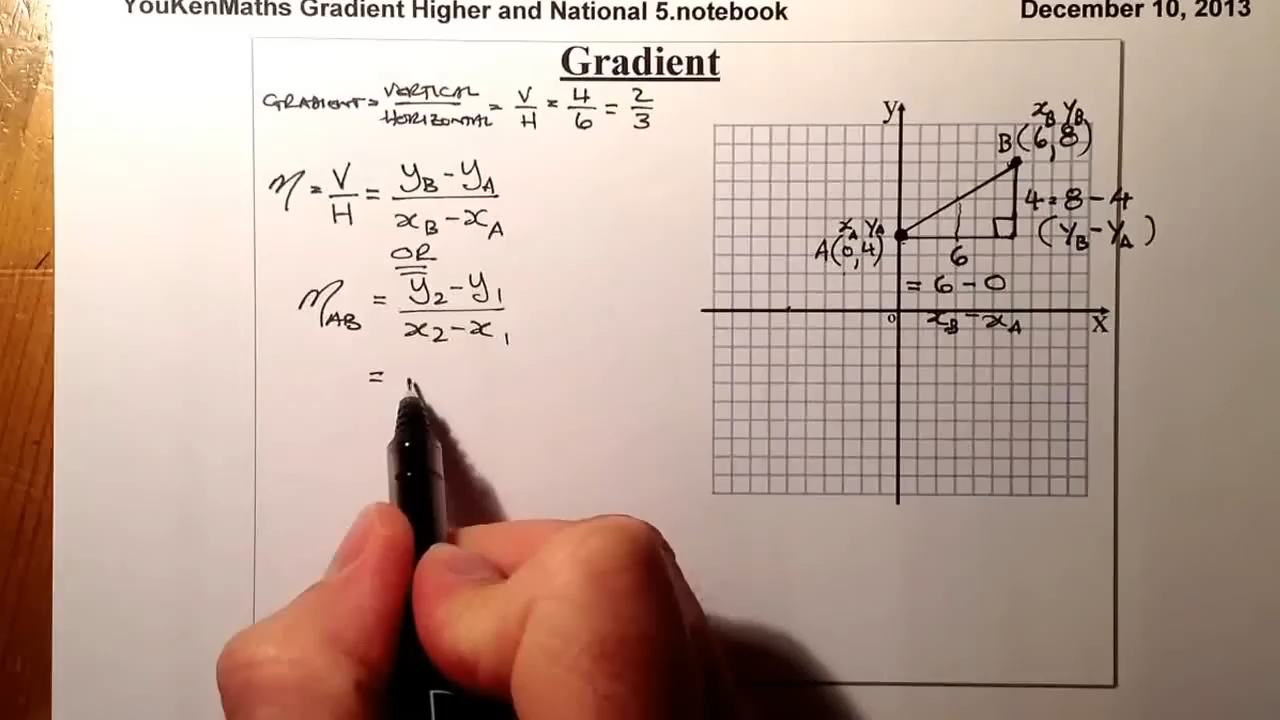 YouKenMaths Gradient Higher and National 5.notebook December 10, 2013
Gradient
GRADIENT = VERTICAL/HORIZONTAL = V/H = 4/6 = 2/3
m = V/H = (yB - yA)/(xB - xA)
OR
mAB = (y2 - y1)/(x2 - x1)
=
y
xB yB
B(6,8)
4 = 8 - 4
(yB - yA)
xA yA
A(0,4)
6
= 6 - 0
xB - xA
o
x